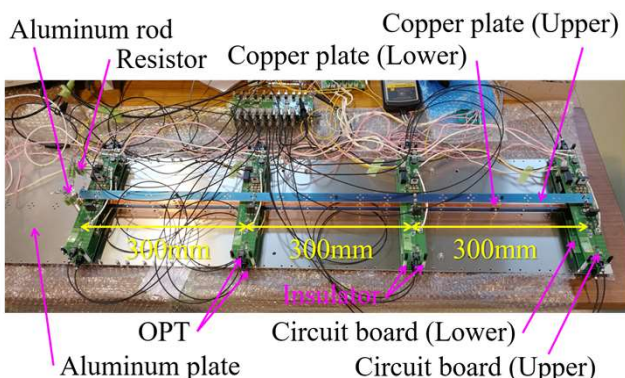 Aluminum rod
Copper plate (Upper)
Resistor
Copper plate (Lower)
300mm
300mm
300mm
Insulator
OPT
Circuit board (Lower)
Aluminum plate
Circuit board (Upper)